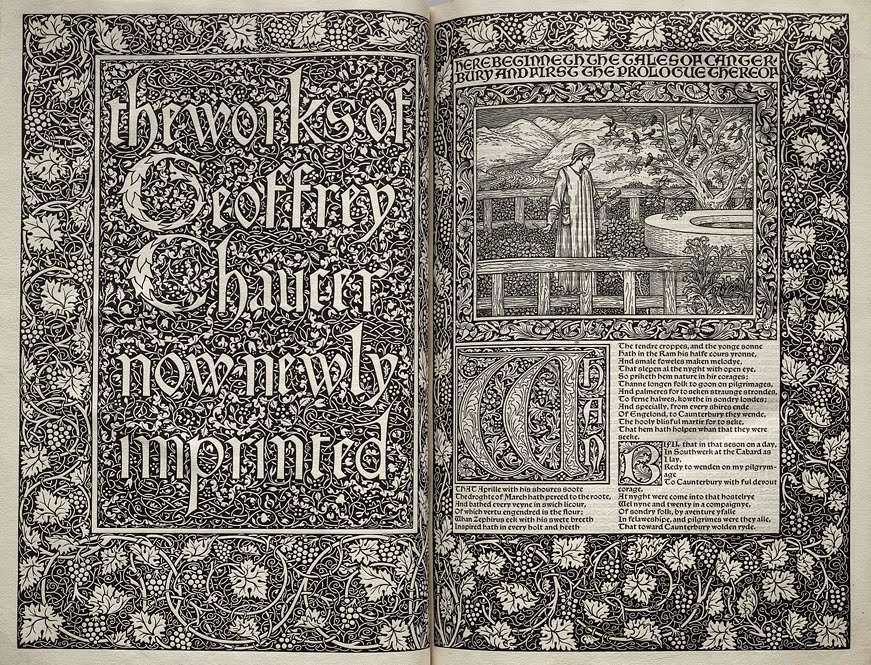 the works of
Geoffrey
Chaucer
now newly
imprinted
HERE BEGINNETH THE TALES OF CANTER-
BURY AND FIRST THE PROLOGUE THEREOF
WHAN
THAT Aprille with his shoures soote
The droghte of March hath perced to the roote,
And bathed every veyne in swich licour,
Of which vertu engendred is the flour;
Whan Zephirus eek with his swete breeth
Inspired hath in every holt and heeth
The tendre croppes, and the yonge sonne
Hath in the Ram his halfe cours yronne,
And smale foweles maken melodye,
That slepen al the nyght with open eye,
So priketh hem nature in hir corages;
Thanne longen folk to goon on pilgrimages,
And palmeres for to seken straunge strondes,
To ferne halwes, kowthe in sondry londes;
And specially, from every shires ende
Of Engelond, to Caunterbury they wende,
The hooly blisful martir for to seke,
That hem hath holpen whan that they were
seeke.
BIFIL that in that seson on a day,
In Southwerk at the Tabard as
I lay,
Redy to wenden on my pilgrym-
age
To Caunterbury with ful devout
corage,
At nyght were come into that hostelrye
Wel nyne and twenty in a compaignye,
Of sondry folk, by aventure yfalle
In felaweshipe, and pilgrimes were they alle,
That toward Caunterbury wolden ryde.